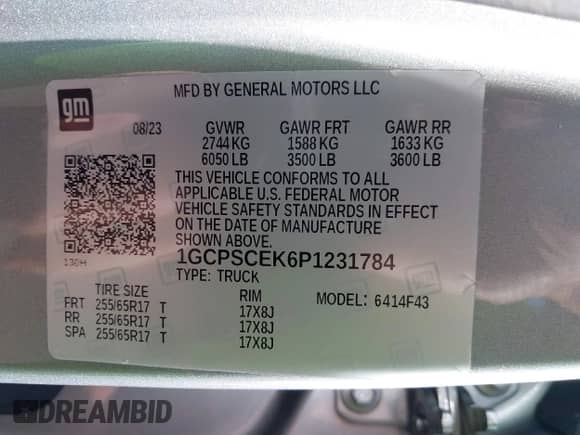 gm
MFD BY GENERAL MOTORS LLC
08/23 GVWR GAWR FRT GAWR RR
2744 KG 1588 KG 1633 KG
6050 LB 3500 LB 3600 LB
THIS VEHICLE CONFORMS TO ALL
APPLICABLE U.S. FEDERAL MOTOR
VEHICLE SAFETY STANDARDS IN EFFECT
ON THE DATE OF MANUFACTURE
SHOWN ABOVE.
1GCPSCEK6P1231784
TYPE: TRUCK
TIRE SIZE RIM MODEL: 6414F43
FRT 255/65R17 T 17X8J
RR 255/65R17 T 17X8J
SPA 255/65R17 T 17X8J
DREAMBID